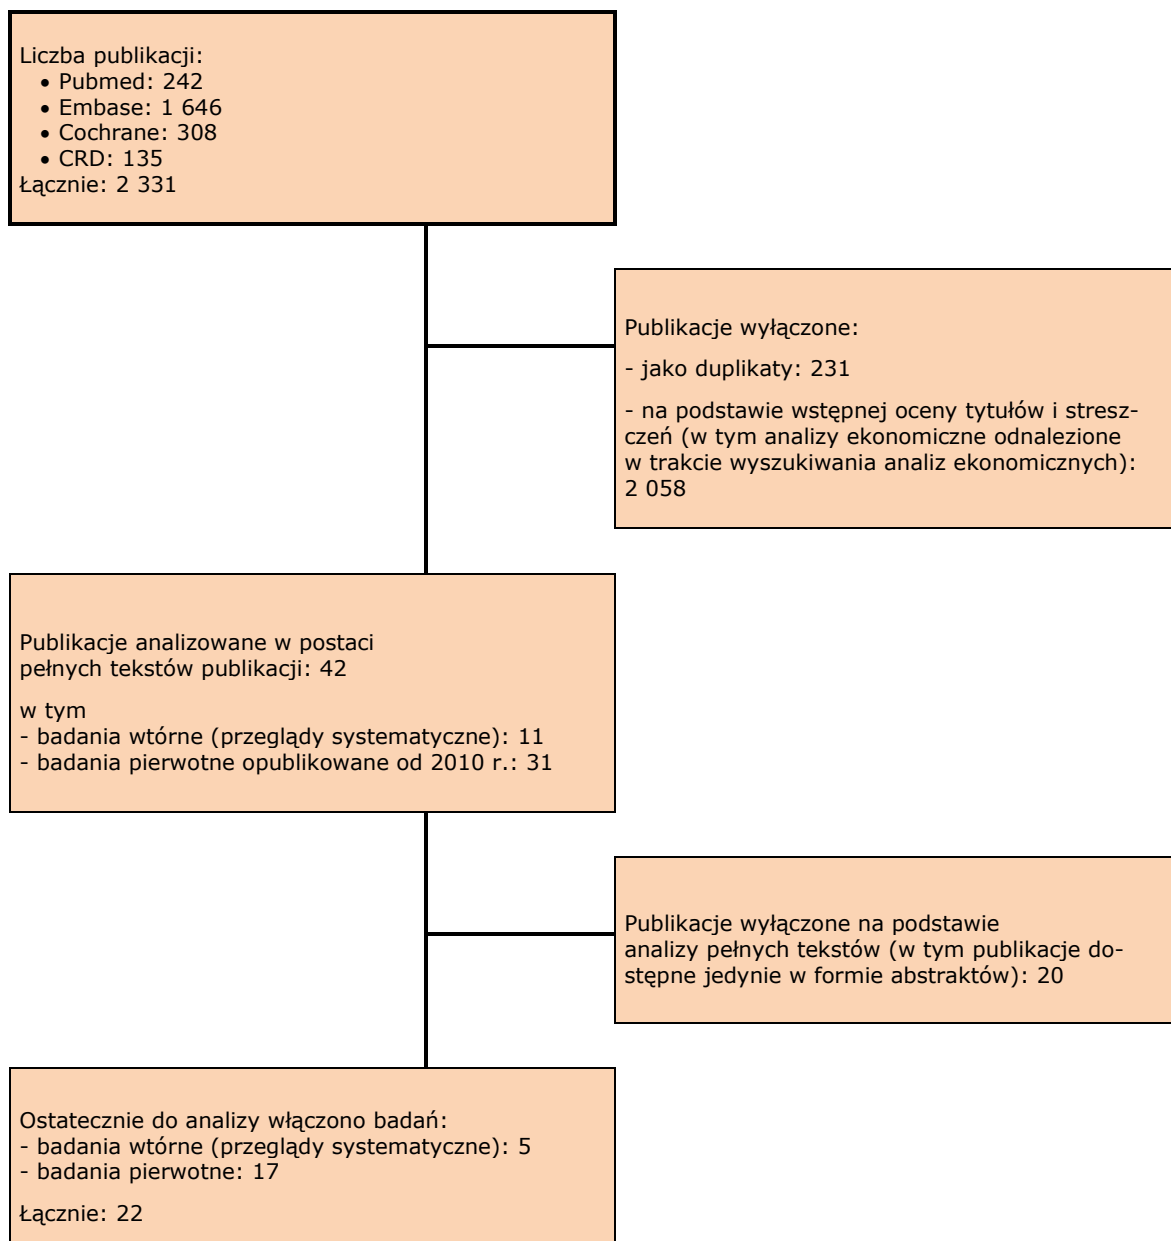 Liczba publikacji:
• Pubmed: 242
• Embase: 1 646
• Cochrane: 308
• CRD: 135
Łącznie: 2 331
Publikacje wyłączone:
- jako duplikaty: 231
- na podstawie wstępnej oceny tytułów i stresz-
czeń (w tym analizy ekonomiczne odnalezione
w trakcie wyszukiwania analiz ekonomicznych):
2 058
Publikacje analizowane w postaci
pełnych tekstów publikacji: 42
w tym
- badania wtórne (przeglądy systematyczne): 11
- badania pierwotne opublikowane od 2010 r.: 31
Publikacje wyłączone na podstawie
analizy pełnych tekstów (w tym publikacje do-
stępne jedynie w formie abstraktów): 20
Ostatecznie do analizy włączono badań:
- badania wtórne (przeglądy systematyczne): 5
- badania pierwotne: 17
Łącznie: 22